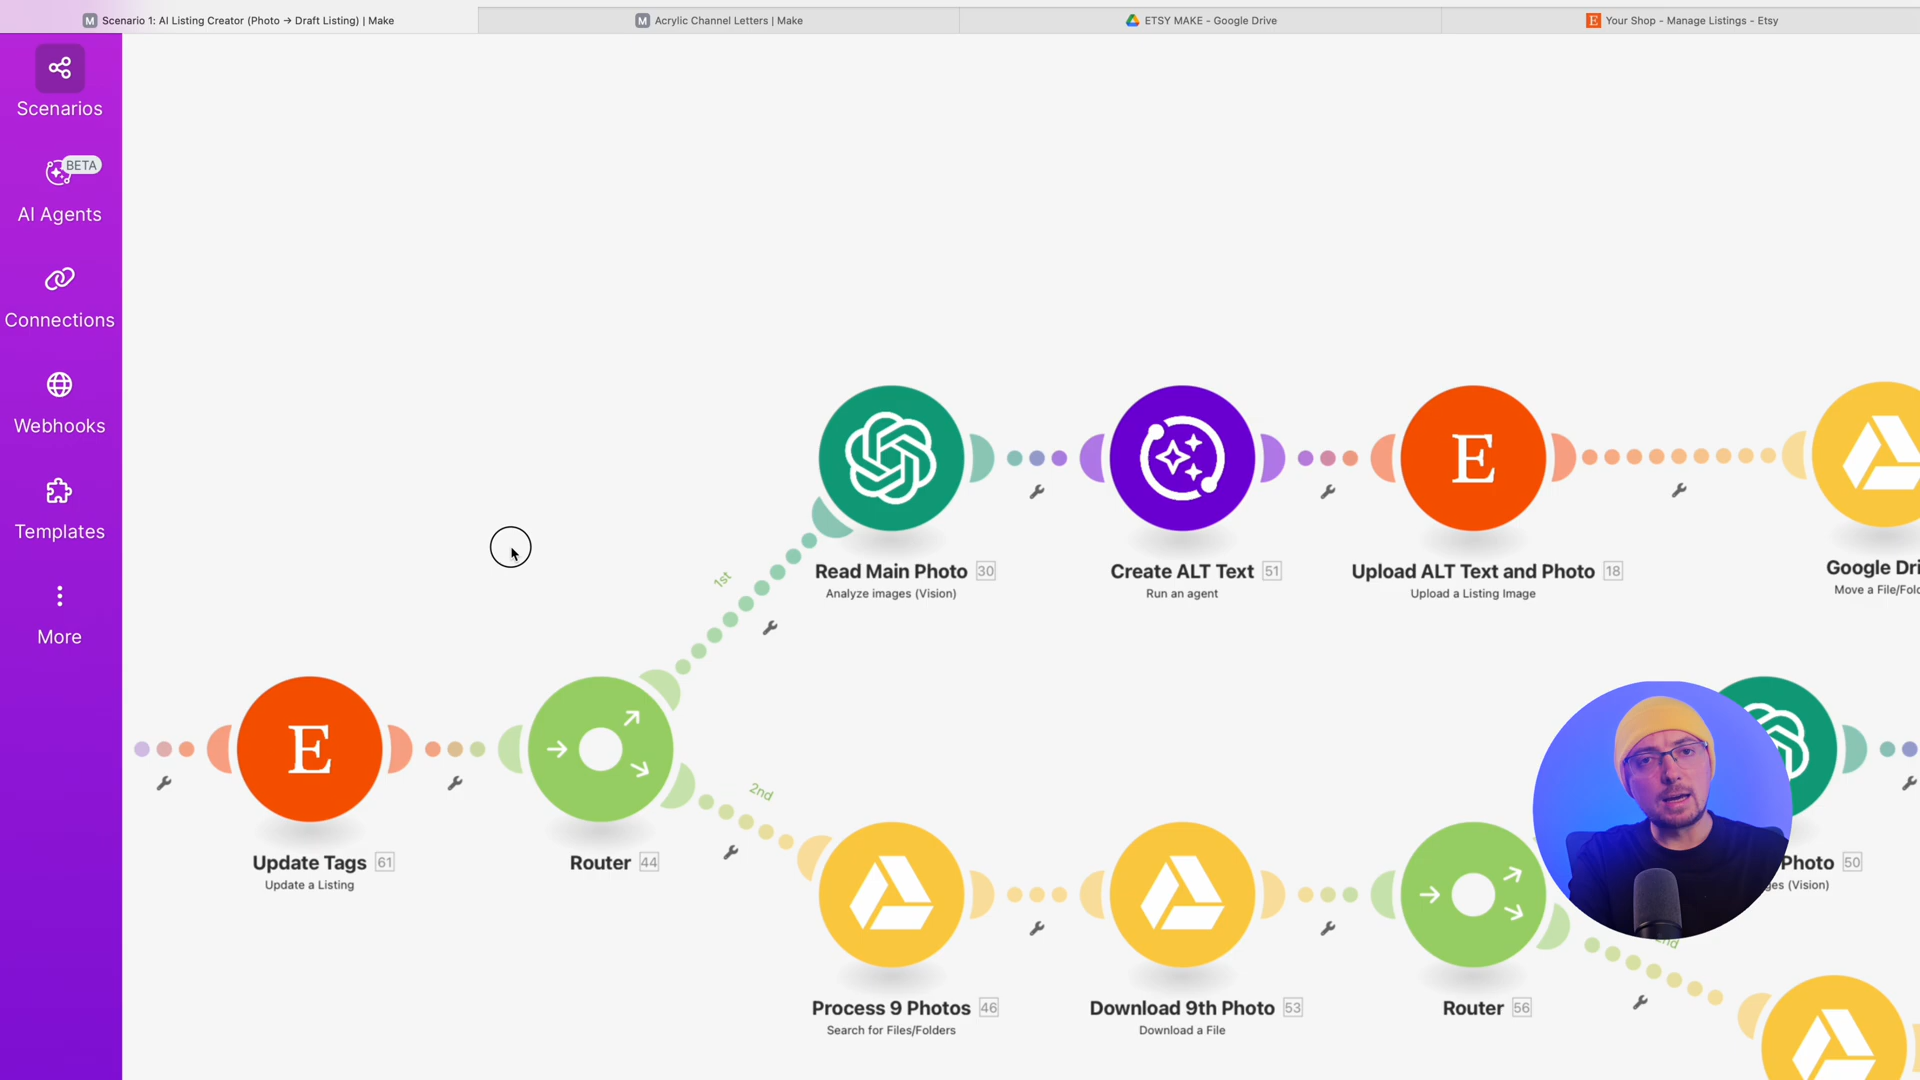 Scenario 1: AI Listing Creator (Photo → Draft Listing) | Make
Acrylic Channel Letters | Make
ETSY MAKE - Google Drive
Your Shop - Manage Listings - Etsy
Scenarios
BETA
AI Agents
Connections
Webhooks
Templates
More
1st
2nd
E
Update Tags 61
Update a Listing
Router 44
Read Main Photo 30
Analyze images (Vision)
Create ALT Text 51
Run an agent
E
Upload ALT Text and Photo 18
Upload a Listing Image
Google Dri
Move a File/Fol
Process 9 Photos 46
Search for Files/Folders
Download 9th Photo 53
Download a File
Router 56
Photo 50
ges (Vision)